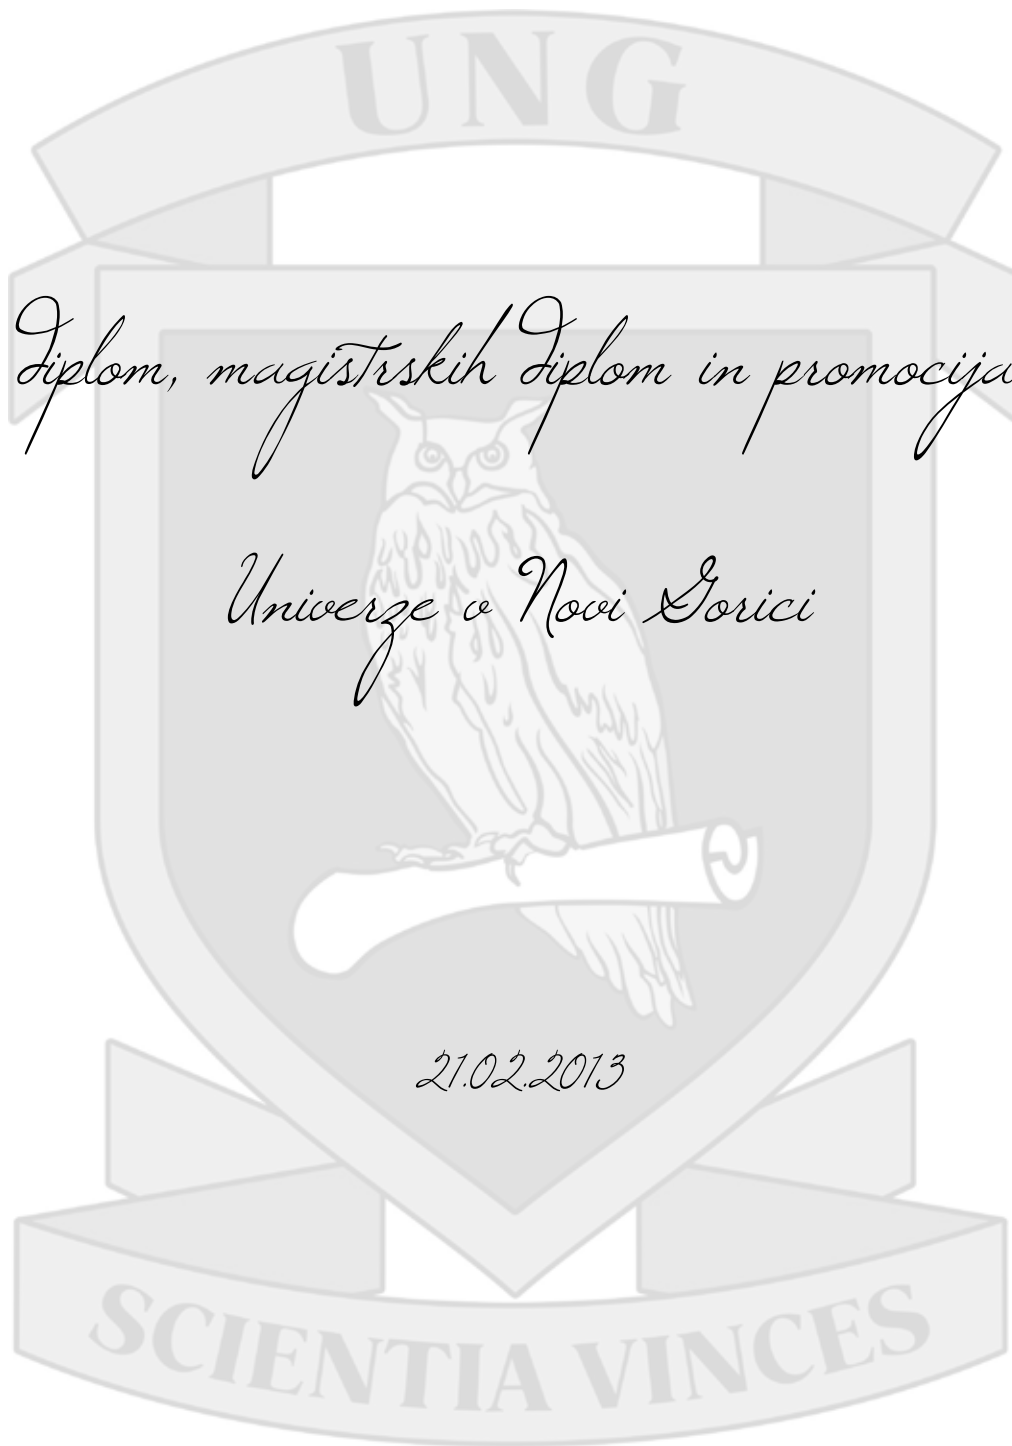 UNG
diplom, magistrskih diplom in promocija
Univerze v Novi Gorici
21.02.2013
SCIENTIA VINCES